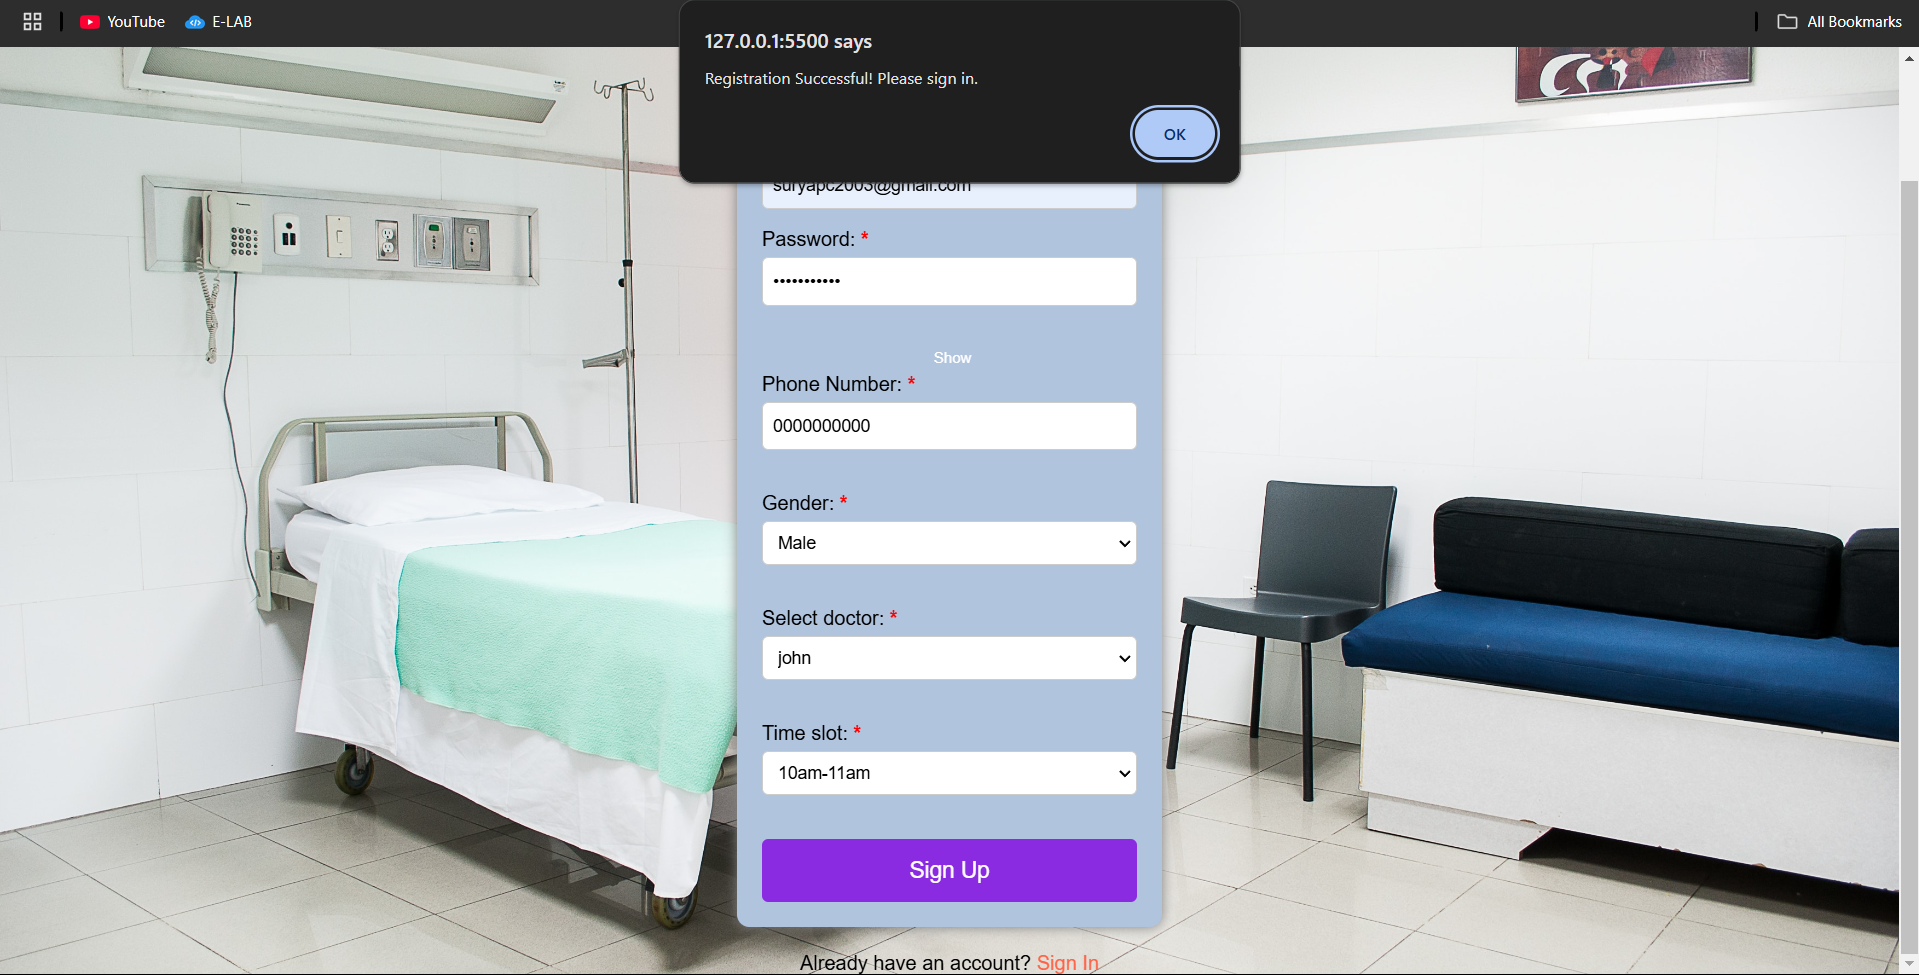 YouTube
E-LAB
All Bookmarks
127.0.0.1:5500 says
Registration Successful! Please sign in.
OK
suryapc2003@gmail.com
Password: *
•••••••••••
Show
Phone Number: *
0000000000
Gender: *
Male
Select doctor: *
john
Time slot: *
10am-11am
Sign Up
Already have an account? Sign In